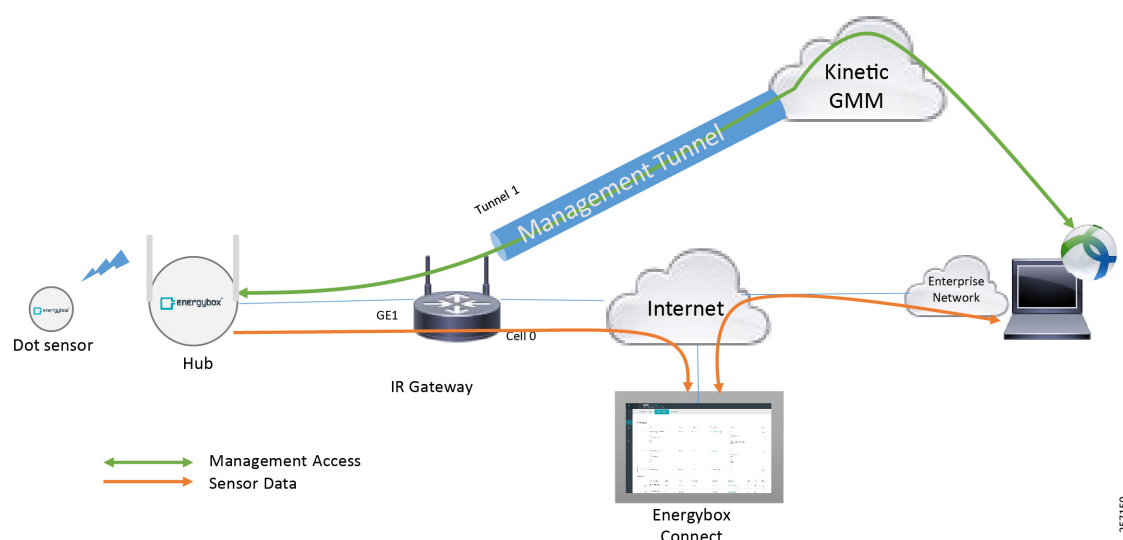 Kinetic
GMM
Management Tunnel
Tunnel 1
energybox
energybox
Dot sensor
Hub
GE1
Cell 0
IR Gateway
Internet
Enterprise
Network
Management Access
Sensor Data
Energybox
Connect